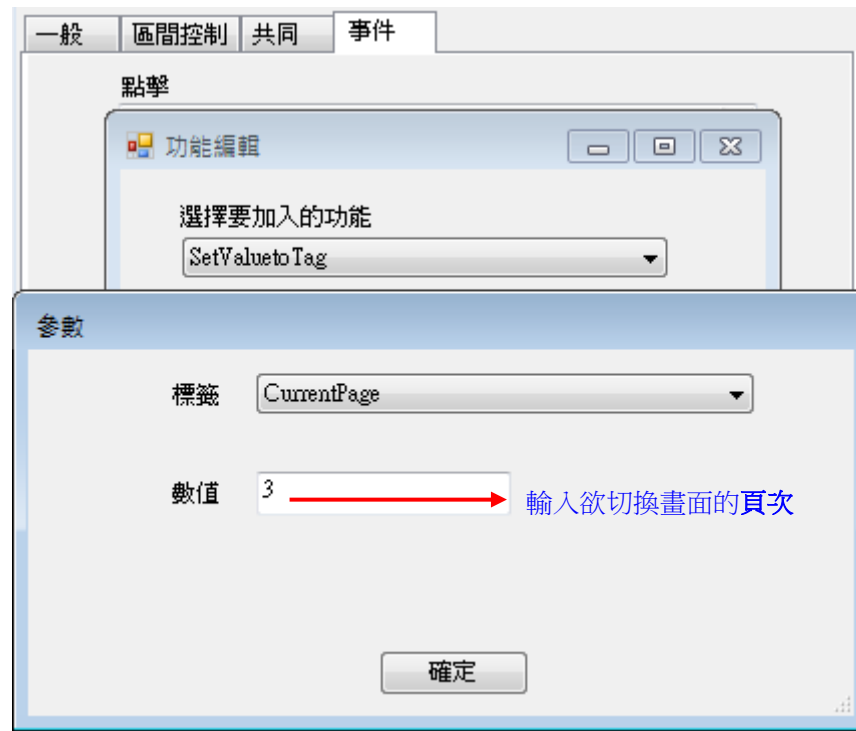 一般 區間控制 共同 事件
點擊
功能編輯
選擇要加入的功能
SetValuetoTag
參數
標籤 CurrentPage
數值 3 輸入欲切換畫面的頁次
確定